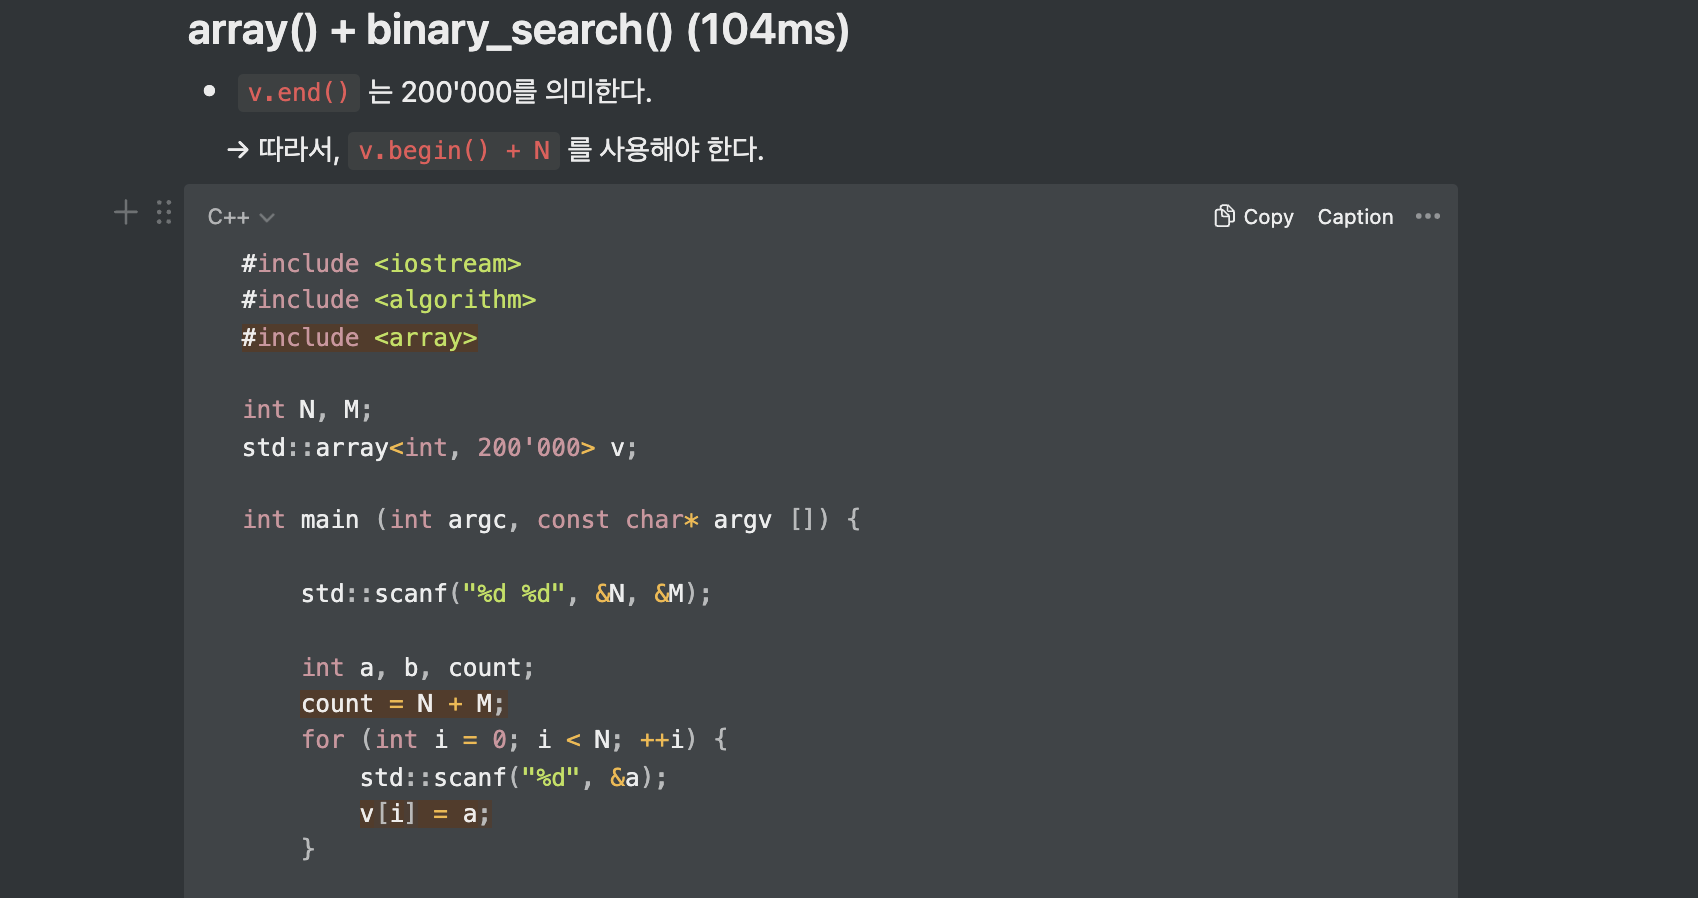 array() + binary_search() (104ms)
• v.end() 는 200'000를 의미한다.
→ 따라서, v.begin() + N 를 사용해야 한다.
C++
Copy Caption •••
#include <iostream>
#include <algorithm>
#include <array>
int N, M;
std::array<int, 200'000> v;
int main (int argc, const char* argv []) {
std::scanf("%d %d", &N, &M);
int a, b, count;
count = N + M;
for (int i = 0; i < N; ++i) {
std::scanf("%d", &a);
v[i] = a;
}